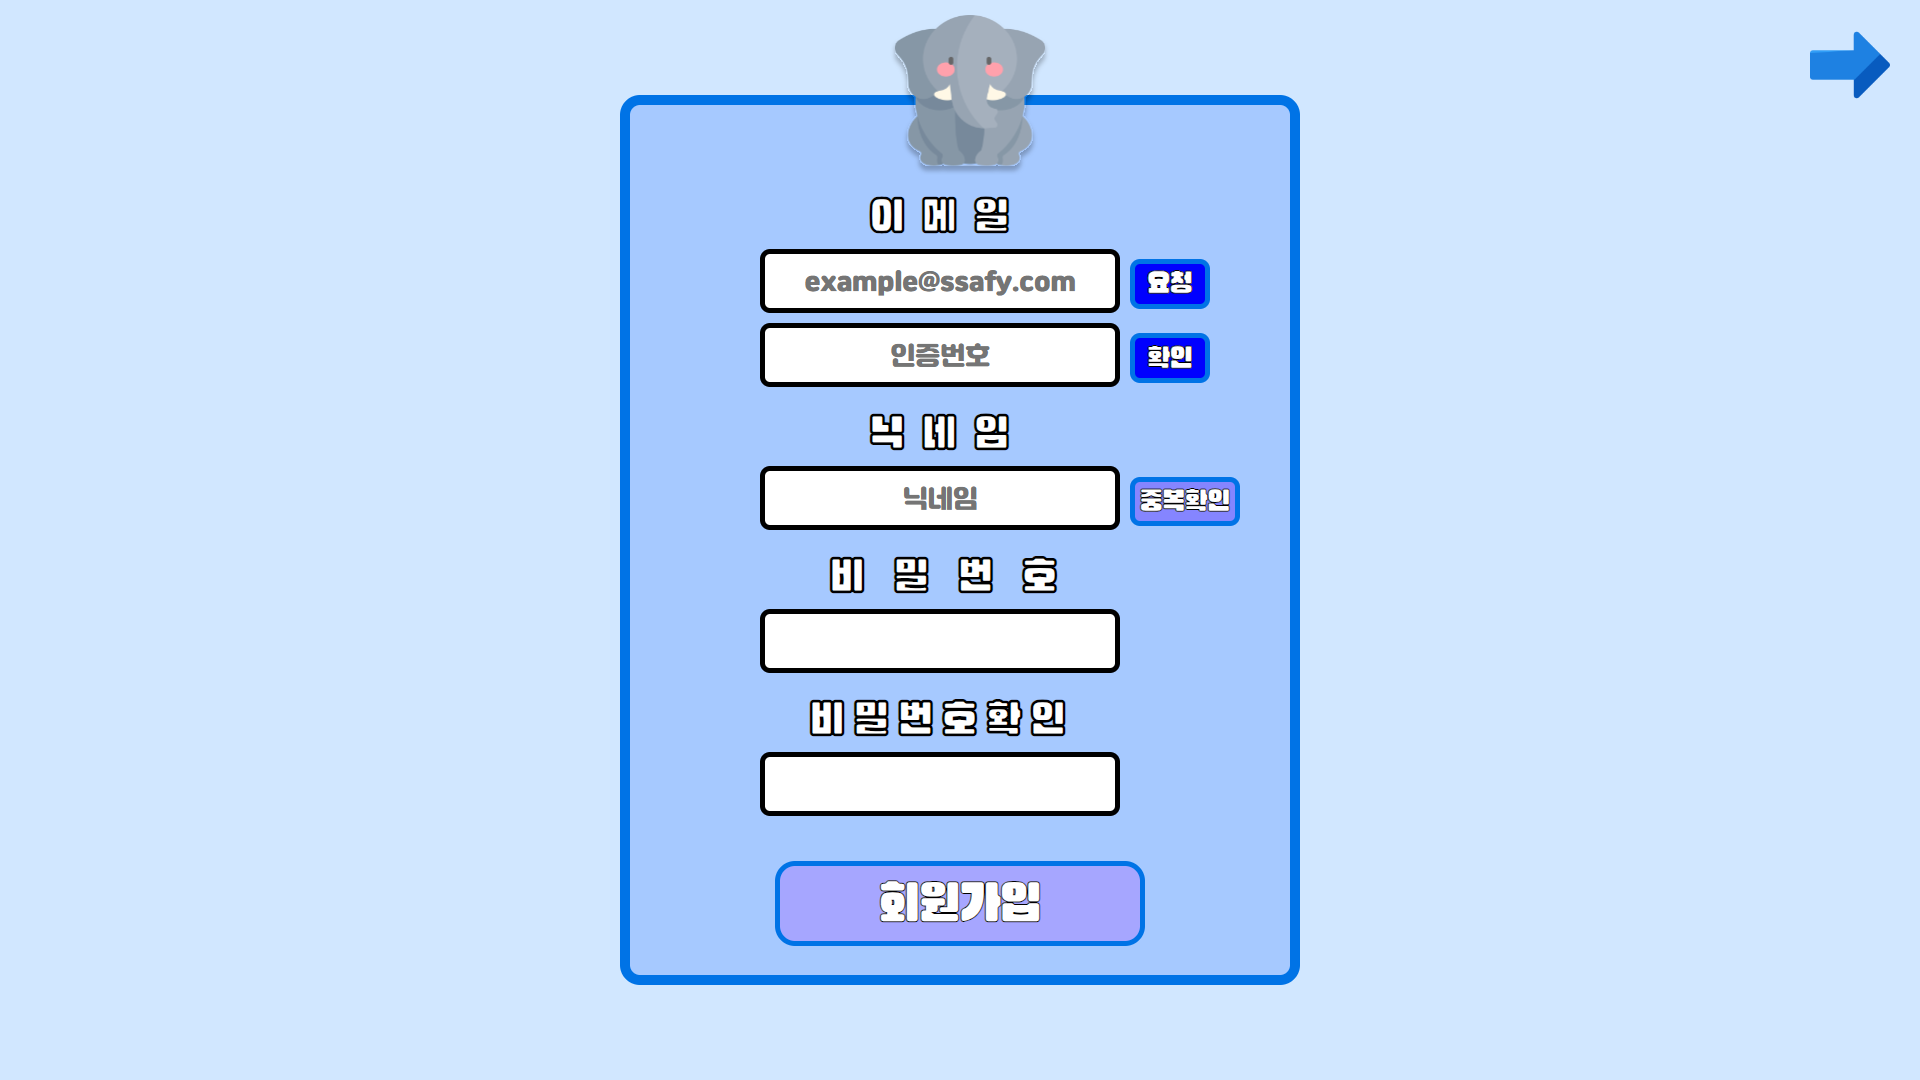 이메일
example@ssafy.com 요청
인증번호 확인
닉네임
닉네임 중복확인
비밀번호
비밀번호확인
회원가입